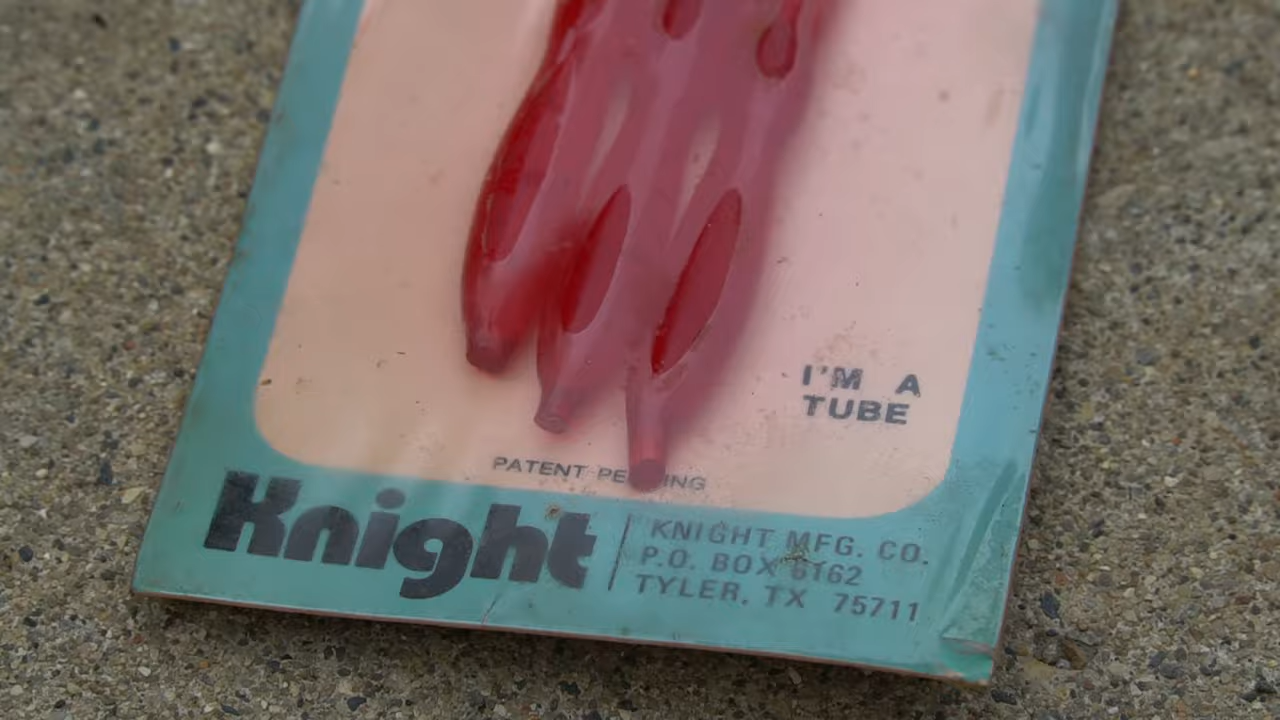 I'M A
TUBE
PATENT PENDING
Knight
KNIGHT MFG. CO.
P.O. BOX 6162
TYLER, TX 75711